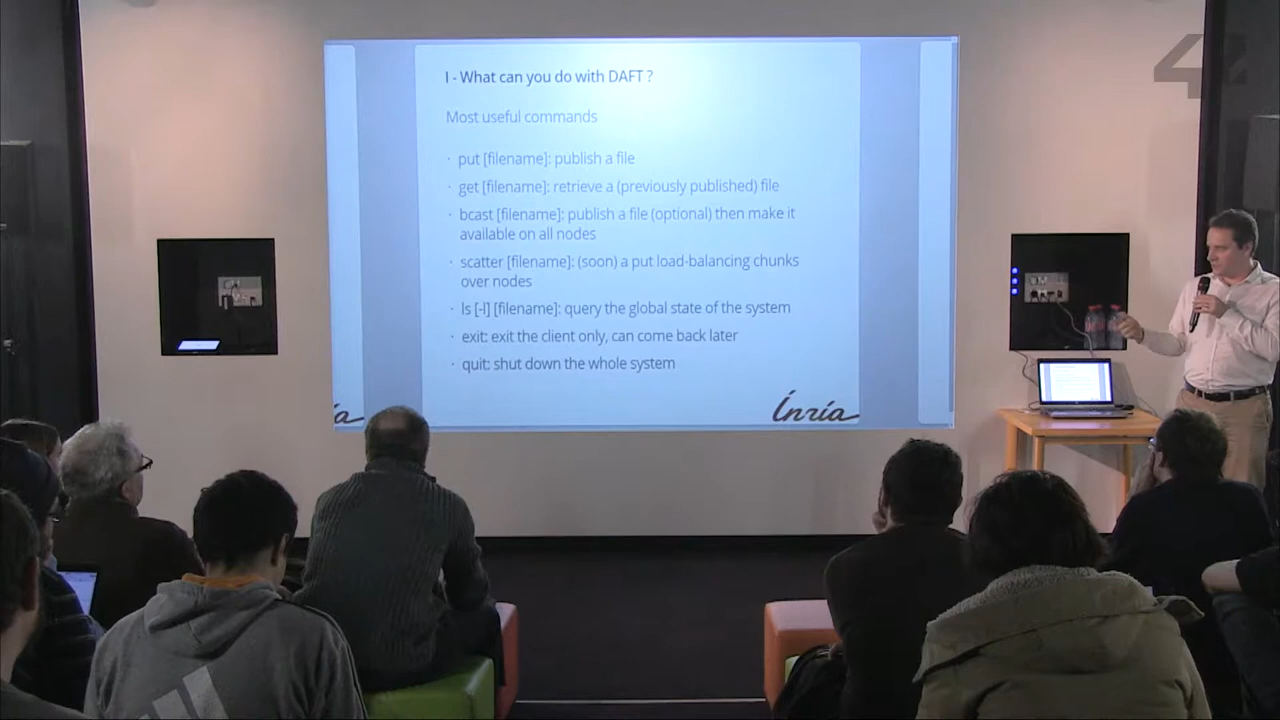 42
I - What can you do with DAFT ?
Most useful commands
· put [filename]: publish a file
· get [filename]: retrieve a (previously published) file
· bcast [filename]: publish a file (optional) then make it
available on all nodes
· scatter [filename]: (soon) a put load-balancing chunks
over nodes
· ls [-l] [filename]: query the global state of the system
· exit: exit the client only, can come back later
· quit: shut down the whole system
Inría